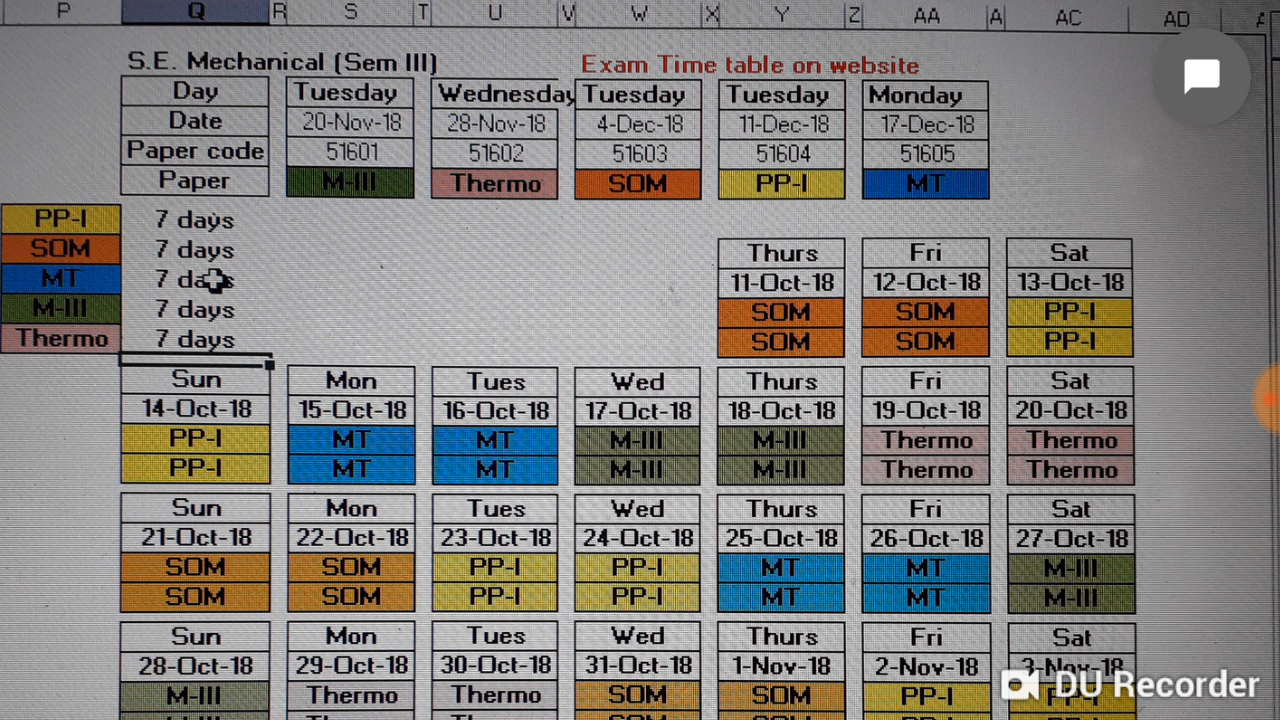 P Q R S T U V W X Y Z AA A AC AD
S.E. Mechanical (Sem III) Exam Time table on website
Day Tuesday Wednesday Tuesday Tuesday Monday
Date 20-Nov-18 28-Nov-18 4-Dec-18 11-Dec-18 17-Dec-18
Paper code 51601 51602 51603 51604 51605
Paper M-III Thermo SOM PP-I MT
PP-I 7 days
SOM 7 days Thurs Fri Sat
MT 7 days 11-Oct-18 12-Oct-18 13-Oct-18
M-III 7 days SOM SOM PP-I
Thermo 7 days SOM SOM PP-I
Sun Mon Tues Wed Thurs Fri Sat
14-Oct-18 15-Oct-18 16-Oct-18 17-Oct-18 18-Oct-18 19-Oct-18 20-Oct-18
PP-I MT MT M-III M-III Thermo Thermo
PP-I MT MT M-III M-III Thermo Thermo
Sun Mon Tues Wed Thurs Fri Sat
21-Oct-18 22-Oct-18 23-Oct-18 24-Oct-18 25-Oct-18 26-Oct-18 27-Oct-18
SOM SOM PP-I PP-I MT MT M-III
SOM SOM PP-I PP-I MT MT M-III
Sun Mon Tues Wed Thurs Fri Sat
28-Oct-18 29-Oct-18 30-Oct-18 31-Oct-18 1-Nov-18 2-Nov-18 3-Nov-18
M-III Thermo Thermo SOM SOM PP-I PP-I
DU Recorder